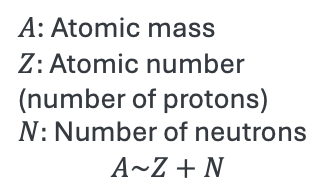 A: Atomic mass
Z: Atomic number
(number of protons)
N: Number of neutrons
A~Z + N